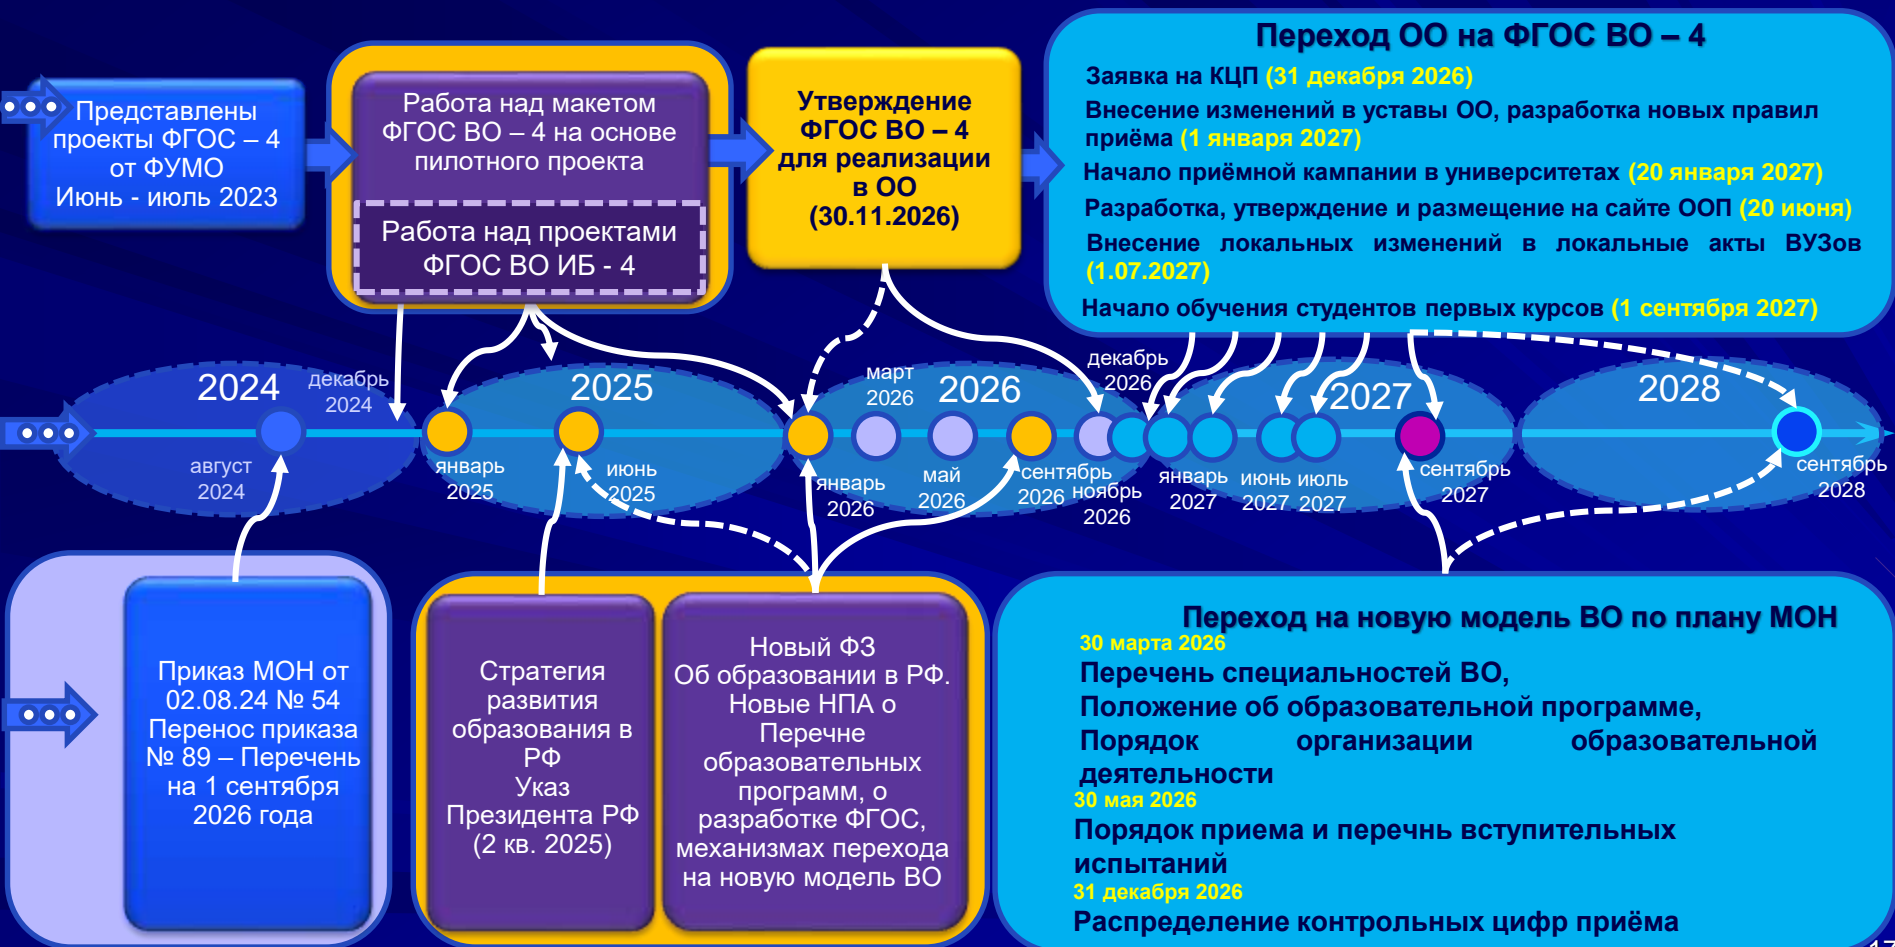 Представлены
проекты ФГОС – 4
от ФУМО
Июнь - июль 2023
Работа над макетом
ФГОС ВО – 4 на основе
пилотного проекта
Работа над проектами
ФГОС ВО ИБ - 4
Утверждение
ФГОС ВО – 4
для реализации
в ОО
(30.11.2026)
Переход ОО на ФГОС ВО – 4
Заявка на КЦП (31 декабря 2026)
Внесение изменений в уставы ОО, разработка новых правил
приёма (1 января 2027)
Начало приёмной кампании в университетах (20 января 2027)
Разработка, утверждение и размещение на сайте ООП (20 июня)
Внесение локальных изменений в локальные акты ВУЗов
(1.07.2027)
Начало обучения студентов первых курсов (1 сентября 2027)
2024
декабрь
2024
август
2024
2025
январь
2025
июнь
2025
март
2026
2026
декабрь
2026
январь
2026
май
2026
сентябрь
2026
ноябрь
2026
2027
январь
2027
июнь
2027
июль
2027
сентябрь
2027
2028
сентябрь
2028
Приказ МОН от
02.08.24 № 54
Перенос приказа
№ 89 – Перечень
на 1 сентября
2026 года
Стратегия
развития
образования в
РФ
Указ
Президента РФ
(2 кв. 2025)
Новый ФЗ
Об образовании в РФ.
Новые НПА о
Перечне
образовательных
программ, о
разработке ФГОС,
механизмах перехода
на новую модель ВО
Переход на новую модель ВО по плану МОН
30 марта 2026
Перечень специальностей ВО,
Положение об образовательной программе,
Порядок организации образовательной
деятельности
30 мая 2026
Порядок приема и перечнь вступительных
испытаний
31 декабря 2026
Распределение контрольных цифр приёма